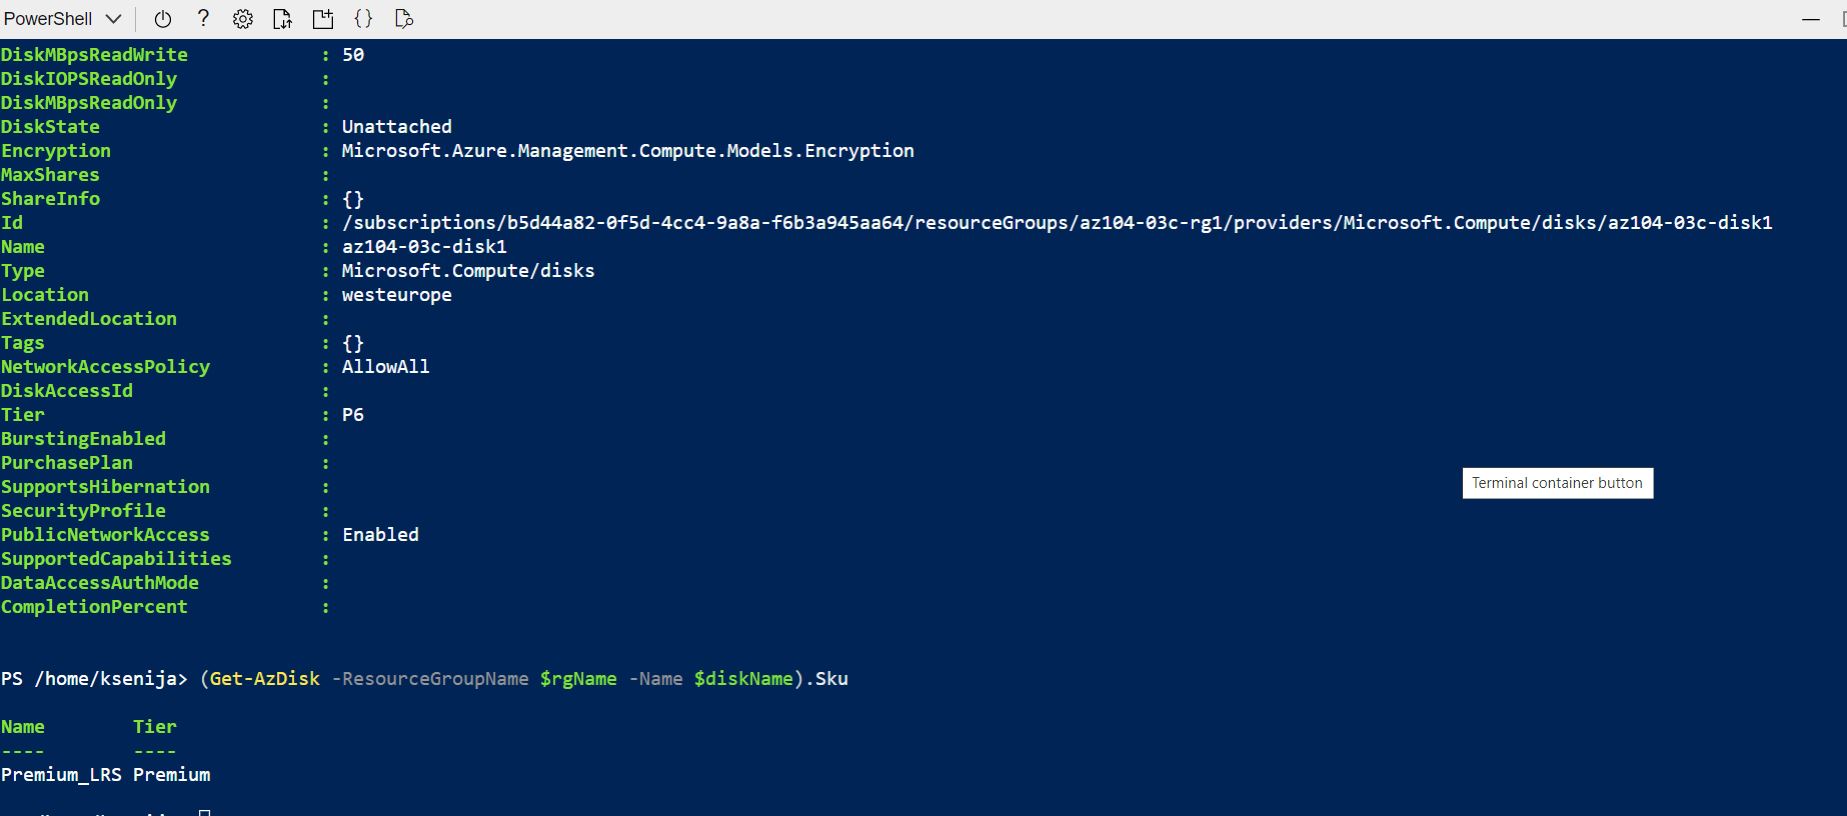 PowerShell
DiskMBpsReadWrite : 50
DiskIOPSReadOnly :
DiskMBpsReadOnly :
DiskState : Unattached
Encryption : Microsoft.Azure.Management.Compute.Models.Encryption
MaxShares :
ShareInfo : {}
Id : /subscriptions/b5d44a82-0f5d-4cc4-9a8a-f6b3a945aa64/resourceGroups/az104-03c-rg1/providers/Microsoft.Compute/disks/az104-03c-disk1
Name : az104-03c-disk1
Type : Microsoft.Compute/disks
Location : westeurope
ExtendedLocation :
Tags : {}
NetworkAccessPolicy : AllowAll
DiskAccessId :
Tier : P6
BurstingEnabled :
PurchasePlan :
SupportsHibernation :
Terminal container button
SecurityProfile :
PublicNetworkAccess : Enabled
SupportedCapabilities :
DataAccessAuthMode :
CompletionPercent :
PS /home/ksenija> (Get-AzDisk -ResourceGroupName $rgName -Name $diskName).Sku
Name Tier
---- ----
Premium_LRS Premium